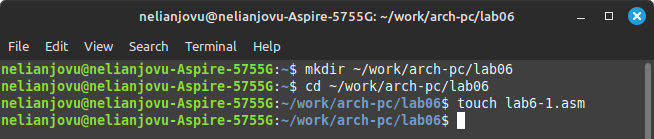 nelianjovu@nelianjovu-Aspire-5755G: ~/work/arch-pc/lab06
File Edit View Search Terminal Help
nelianjovu@nelianjovu-Aspire-5755G:~$ mkdir ~/work/arch-pc/lab06
nelianjovu@nelianjovu-Aspire-5755G:~$ cd ~/work/arch-pc/lab06
nelianjovu@nelianjovu-Aspire-5755G:~/work/arch-pc/lab06$ touch lab6-1.asm
nelianjovu@nelianjovu-Aspire-5755G:~/work/arch-pc/lab06$